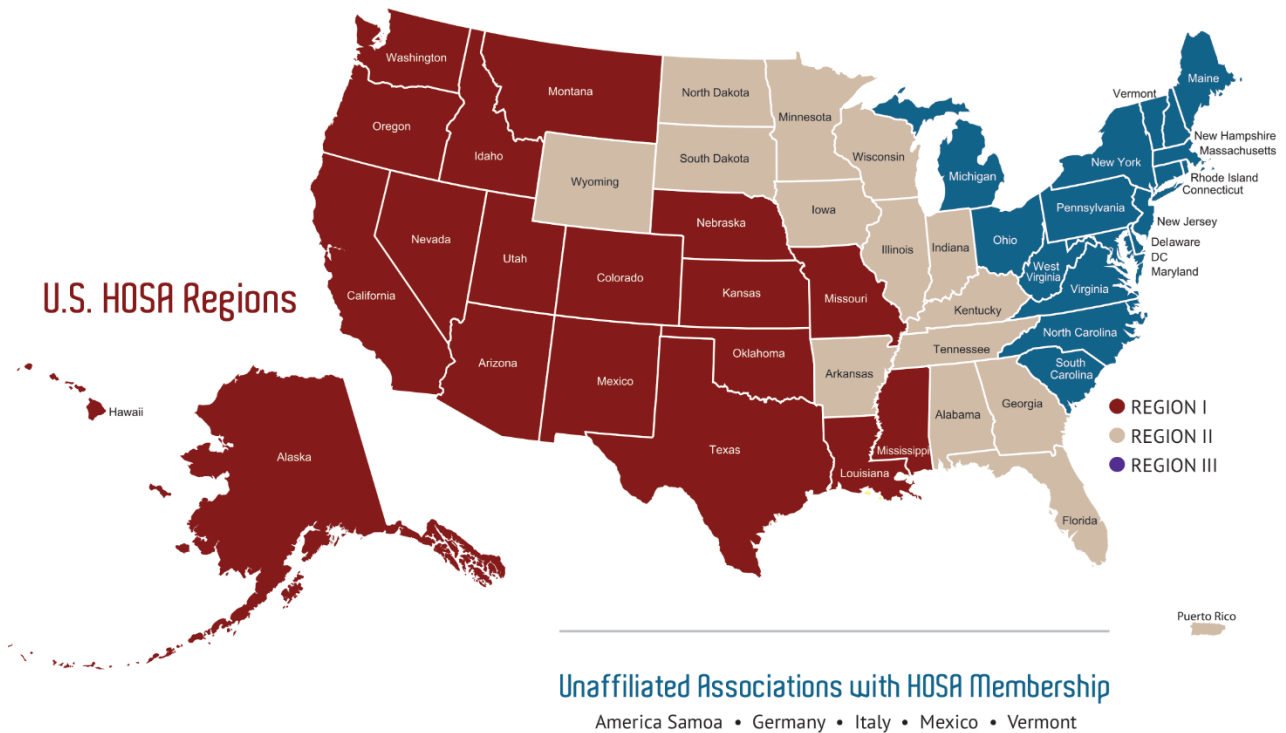 Washington
Montana
Oregon
Idaho
Wyoming
North Dakota
South Dakota
Minnesota
Wisconsin
Michigan
Iowa
Nebraska
Nevada
Utah
Colorado
California
Kansas
Missouri
Illinois
Indiana
Ohio
Kentucky
Tennessee
Arizona
Mexico
Oklahoma
Arkansas
Texas
Louisiana
Mississippi
Alabama
Georgia
Florida
South
Carolina
North Carolina
Virginia
West
Virginia
Pennsylvania
New York
Vermont
Maine
New Hampshire
Massachusetts
Rhode Island
Connecticut
New Jersey
Delaware
DC
Maryland
U.S. HOSA Regions
Hawaii
Alaska
REGION I
REGION II
REGION III
Puerto Rico
Unaffiliated Associations with HOSA Membership
America Samoa • Germany • Italy • Mexico • Vermont